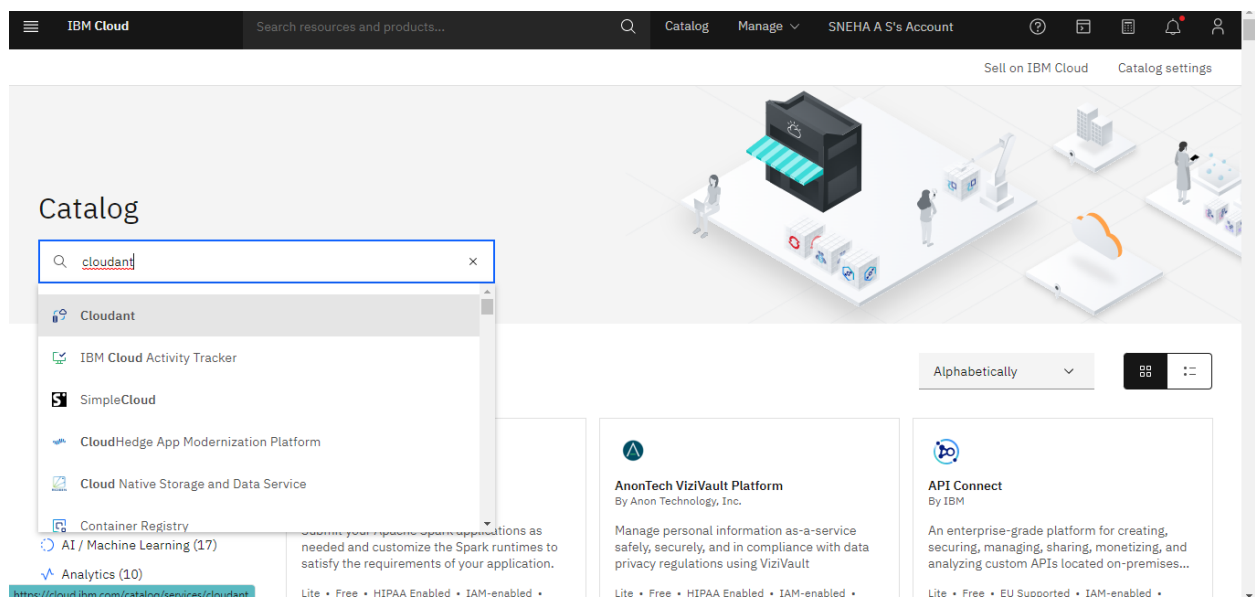 IBM Cloud
Search resources and products...
Catalog
Manage
SNEHA A S's Account
Sell on IBM Cloud
Catalog settings
Catalog
cloudant
Cloudant
IBM Cloud Activity Tracker
SimpleCloud
CloudHedge App Modernization Platform
Cloud Native Storage and Data Service
Container Registry
AI / Machine Learning (17)
Analytics (10)
https://cloud.ibm.com/catalog/services/cloudant
Alphabetically
Submit your Apache Spark applications as
needed and customize the Spark runtimes to
satisfy the requirements of your application.
Lite • Free • HIPAA Enabled • IAM-enabled •
AnonTech ViziVault Platform
By Anon Technology, Inc.
Manage personal information as-a-service
safely, securely, and in compliance with data
privacy regulations using ViziVault
Lite • Free • HIPAA Enabled • IAM-enabled •
API Connect
By IBM
An enterprise-grade platform for creating,
securing, managing, sharing, monetizing, and
analyzing custom APIs located on-premises...
Lite • Free • EU Supported • IAM-enabled •